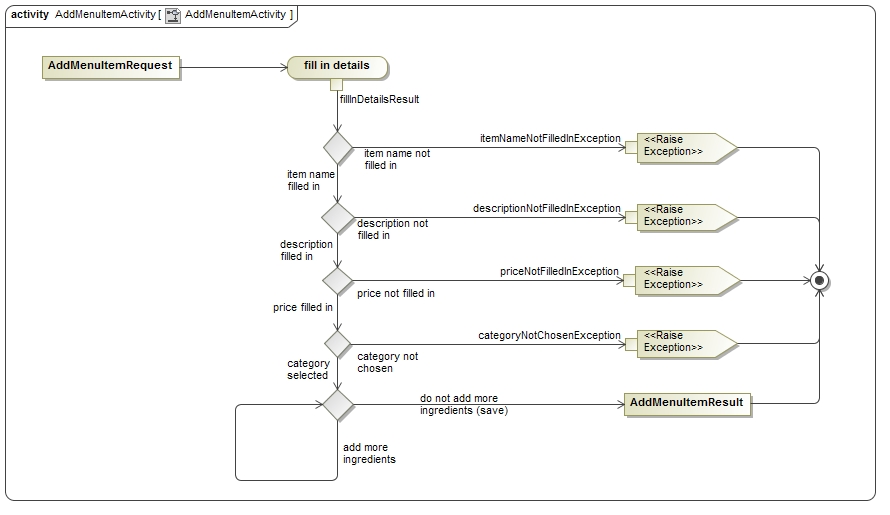 activity AddMenuItemActivity [ AddMenuItemActivity ]
AddMenuItemRequest
fill in details
fillInDetailsResult
itemNameNotFilledInException
<<Raise
Exception>>
item name not
filled in
item name
filled in
descriptionNotFilledInException
<<Raise
Exception>>
description not
filled in
description
filled in
priceNotFilledInException
<<Raise
Exception>>
price not filled in
price filled in
categoryNotChosenException
<<Raise
Exception>>
category not
chosen
category
selected
do not add more
ingredients (save)
AddMenuItemResult
add more
ingredients